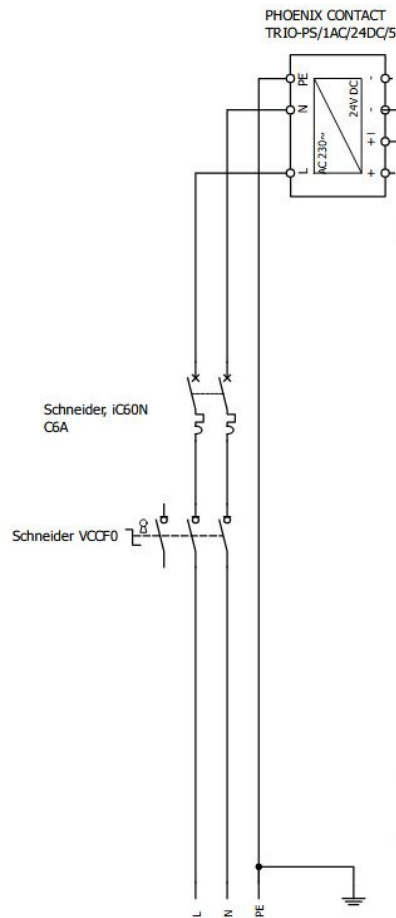 PHOENIX CONTACT
TRIO-PS/1AC/24DC/5
PE
N
L
AC 230~
24V DC
-
-
+
+
Schneider, iC60N
C6A
Schneider VCCF0
L
N
PE